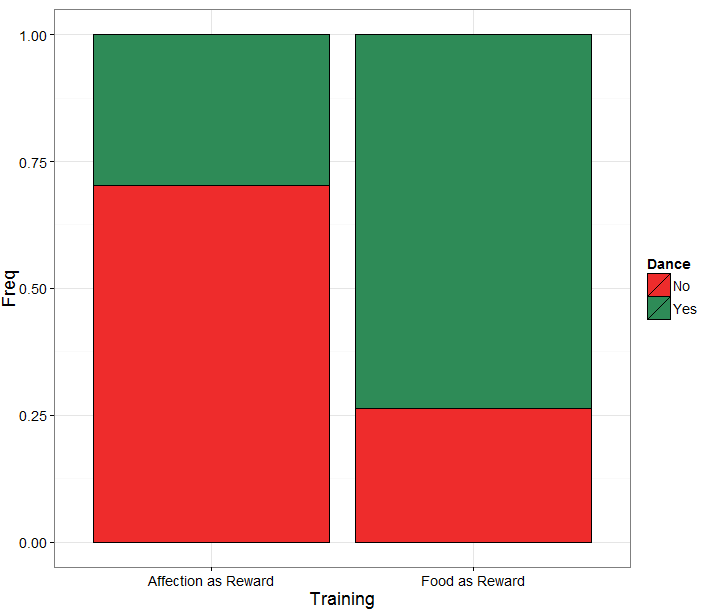 1.00
0.75
0.50
0.25
0.00
Freq
Affection as Reward
Food as Reward
Training
Dance
No
Yes